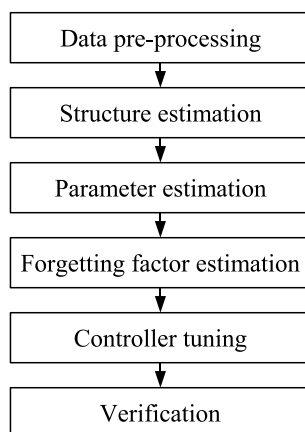 Data pre-processing
Structure estimation
Parameter estimation
Forgetting factor estimation
Controller tuning
Verification